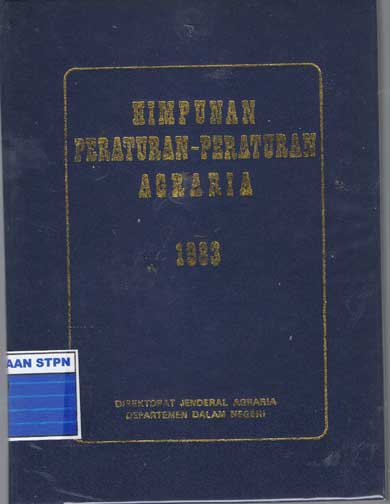 HIMPUNAN
PERATURAN-PERATURAN
AGRARIA
1983
AAN STPN
DIREKTORAT JENDERAL AGRARIA
DEPARTEMEN DALAM NEGERI